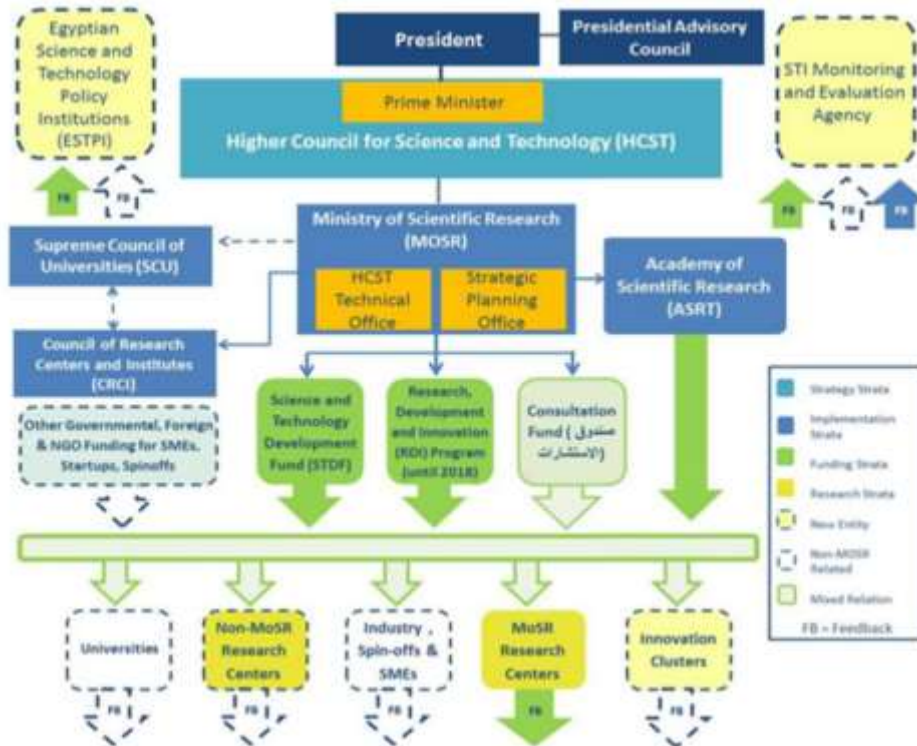 Egyptian
Science and
Technology
Policy
Institutions
(ESTPI)
President
Presidential Advisory
Council
STI Monitoring
and Evaluation
Agency
Prime Minister
Higher Council for Science and Technology (HCST)
FB
FB
FB
FB
FB
Supreme Council of
Universities (SCU)
Ministry of Scientific Research
(MOSR)
HCST
Technical
Office
Strategic
Planning
Office
Academy of
Scientific Research
(ASRT)
Council of Research
Centers and Institutes
(CRCI)
Other Governmental, Foreign
& NGO Funding for SMEs,
Startups, Spinoffs
Science and
Technology
Development
Fund (STDF)
Research,
Development
and Innovation
(RDI) Program
(until 2018)
Consultation
Fund ( صندوق
الاستشارات)
Strategy Strata
Implementation
Strata
Funding Strata
Research Strata
New Entity
Non-MOSR
Related
Mixed Relation
FB = Feedback
Universities
Non-MoSR
Research
Centers
Industry ,
Spin-offs &
SMEs
MoSR
Research
Centers
Innovation
Clusters
FB
FB
FB
FB
FB